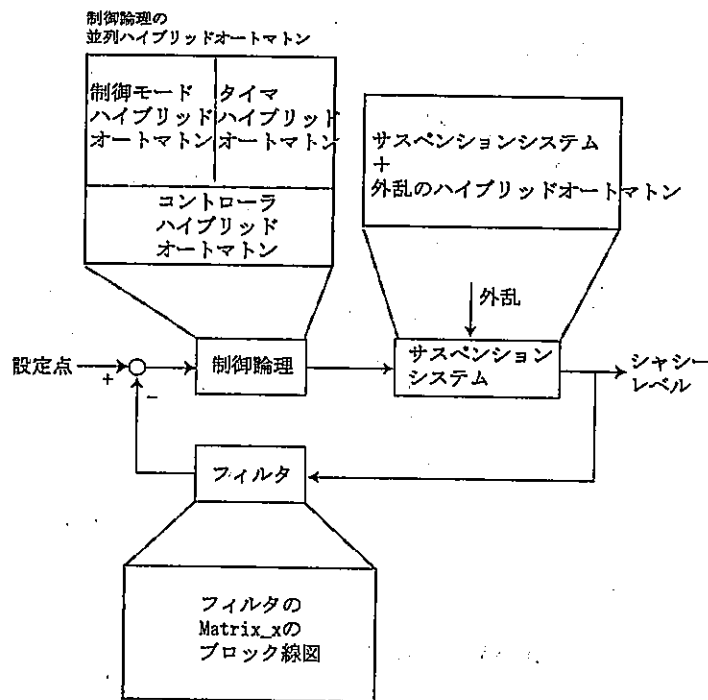 制御論理の
並列ハイブリッドオートマトン
制御モード
ハイブリッド
オートマトン
タイマ
ハイブリッド
オートマトン
コントローラ
ハイブリッド
オートマトン
サスペンションシステム
+
外乱のハイブリッドオートマトン
外乱
設定点
+
-
制御論理
サスペンション
システム
シャシー
レベル
フィルタ
フィルタの
Matrix_xの
ブロック線図